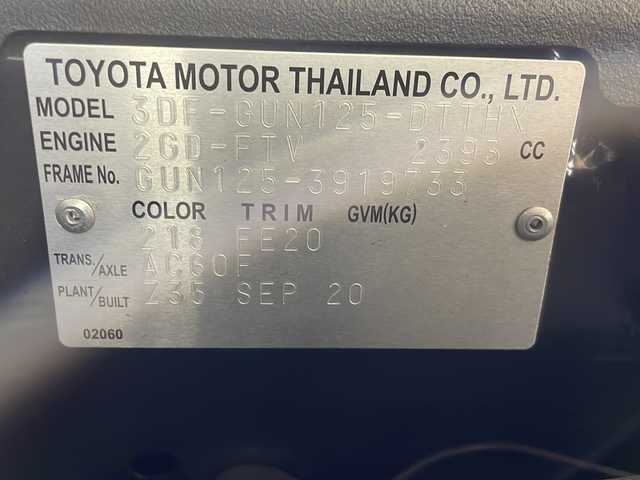 TOYOTA MOTOR THAILAND CO., LTD.
MODEL 3DF-GUN125-DTTHX
ENGINE 2GD-FTV 2393 CC
FRAME No. GUN125-3919733
COLOR TRIM GVM(KG)
218 FE20
TRANS./AXLE AC60F
PLANT/BUILT Z35 SEP 20
02060